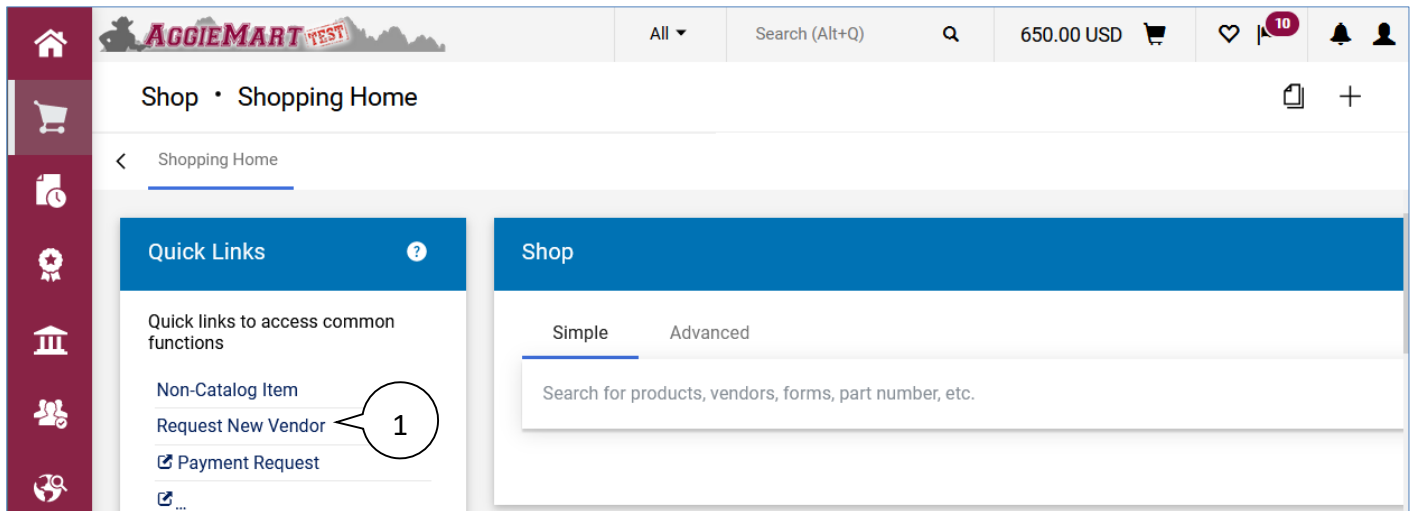 AGGIEMART TEST
All
Search (Alt+Q)
650.00 USD
10
Shop • Shopping Home
Shopping Home
Quick Links
?
Shop
Quick links to access common
functions
Simple
Advanced
Non-Catalog Item
Search for products, vendors, forms, part number, etc.
Request New Vendor
1
Payment Request
...